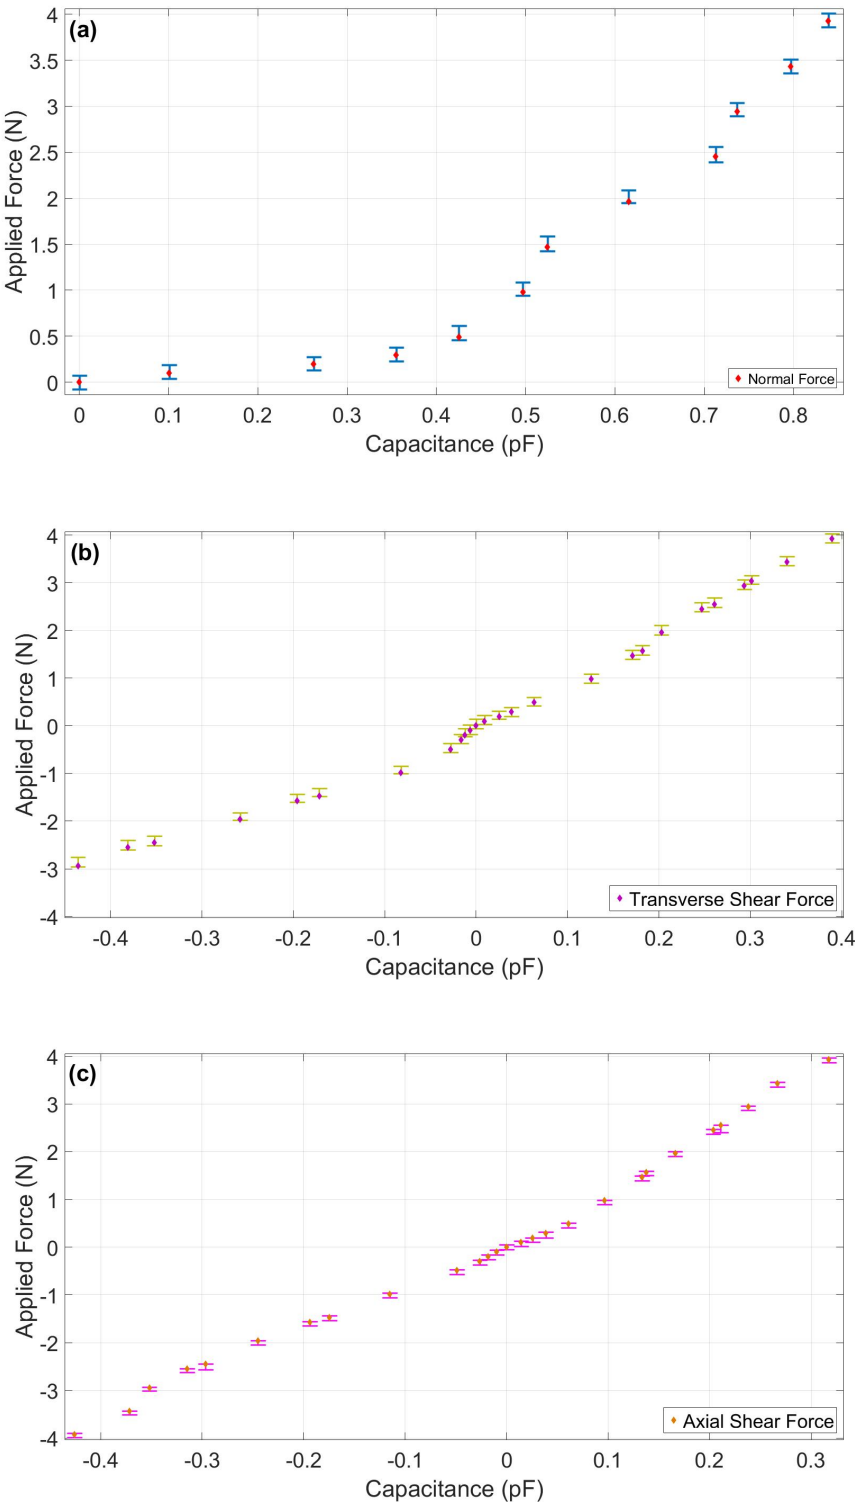 (a)
4
3.5
3
2.5
2
1.5
1
0.5
0
Applied Force (N)
Normal Force
0 0.1 0.2 0.3 0.4 0.5 0.6 0.7 0.8
Capacitance (pF)
(b)
4
3
2
1
0
-1
-2
-3
-4
Applied Force (N)
Transverse Shear Force
-0.4 -0.3 -0.2 -0.1 0 0.1 0.2 0.3 0.4
Capacitance (pF)
(c)
4
3
2
1
0
-1
-2
-3
-4
Applied Force (N)
Axial Shear Force
-0.4 -0.3 -0.2 -0.1 0 0.1 0.2 0.3
Capacitance (pF)